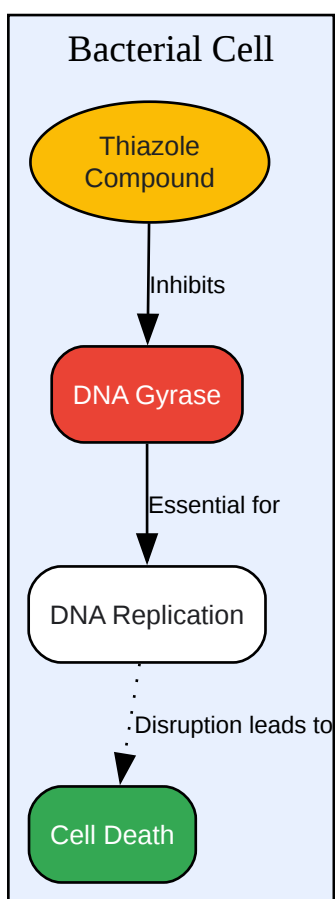 Bacterial Cell
Thiazole
Compound
Inhibits
DNA Gyrase
Essential for
DNA Replication
Disruption leads to
Cell Death